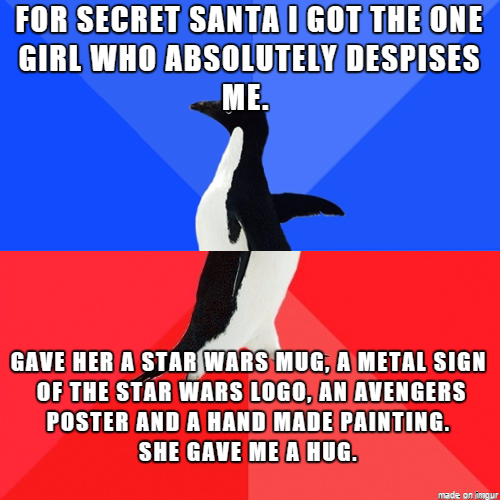 FOR SECRET SANTA I GOT THE ONE
GIRL WHO ABSOLUTELY DESPISES
ME.
GAVE HER A STAR WARS MUG, A METAL SIGN
OF THE STAR WARS LOGO, AN AVENGERS
POSTER AND A HAND MADE PAINTING.
SHE GAVE ME A HUG.
made on imgur